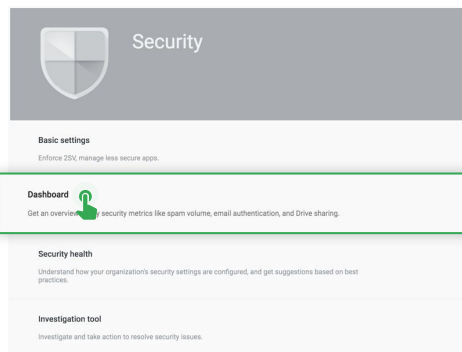 Security
Basic settings
Enforce 2SV, manage less secure apps.
Dashboard
Get an overview security metrics like spam volume, email authentication, and Drive sharing.
Security health
Understand how your organization's security settings are configured, and get suggestions based on best
practices.
Investigation tool
Investigate and take action to resolve security issues.